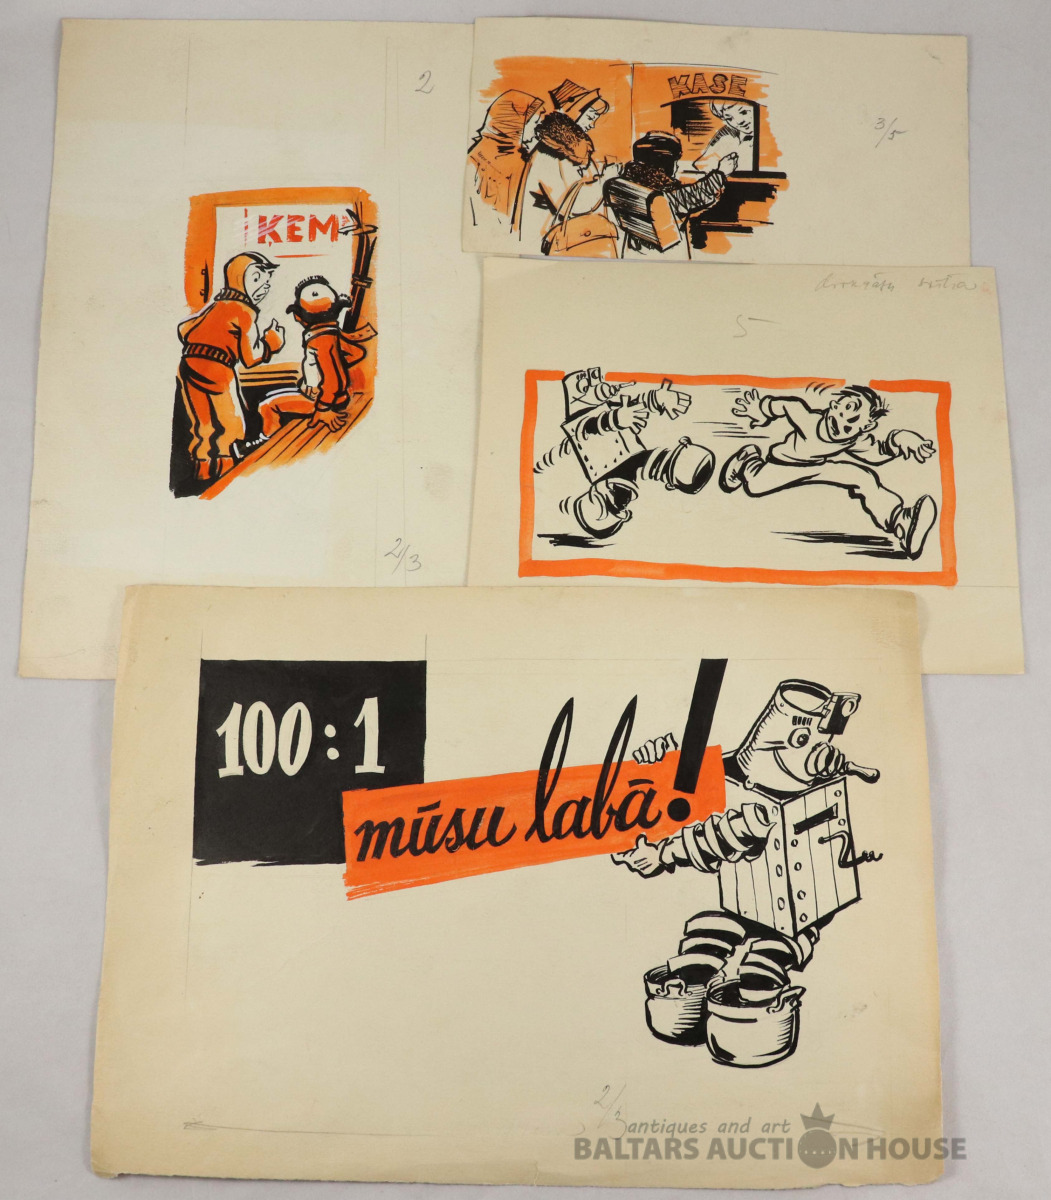 2
KASE
3/5
ĶEM
5
2/3
100:1
mūsu labā!
2/3
antiques and art
BALTARS AUCTION HOUSE